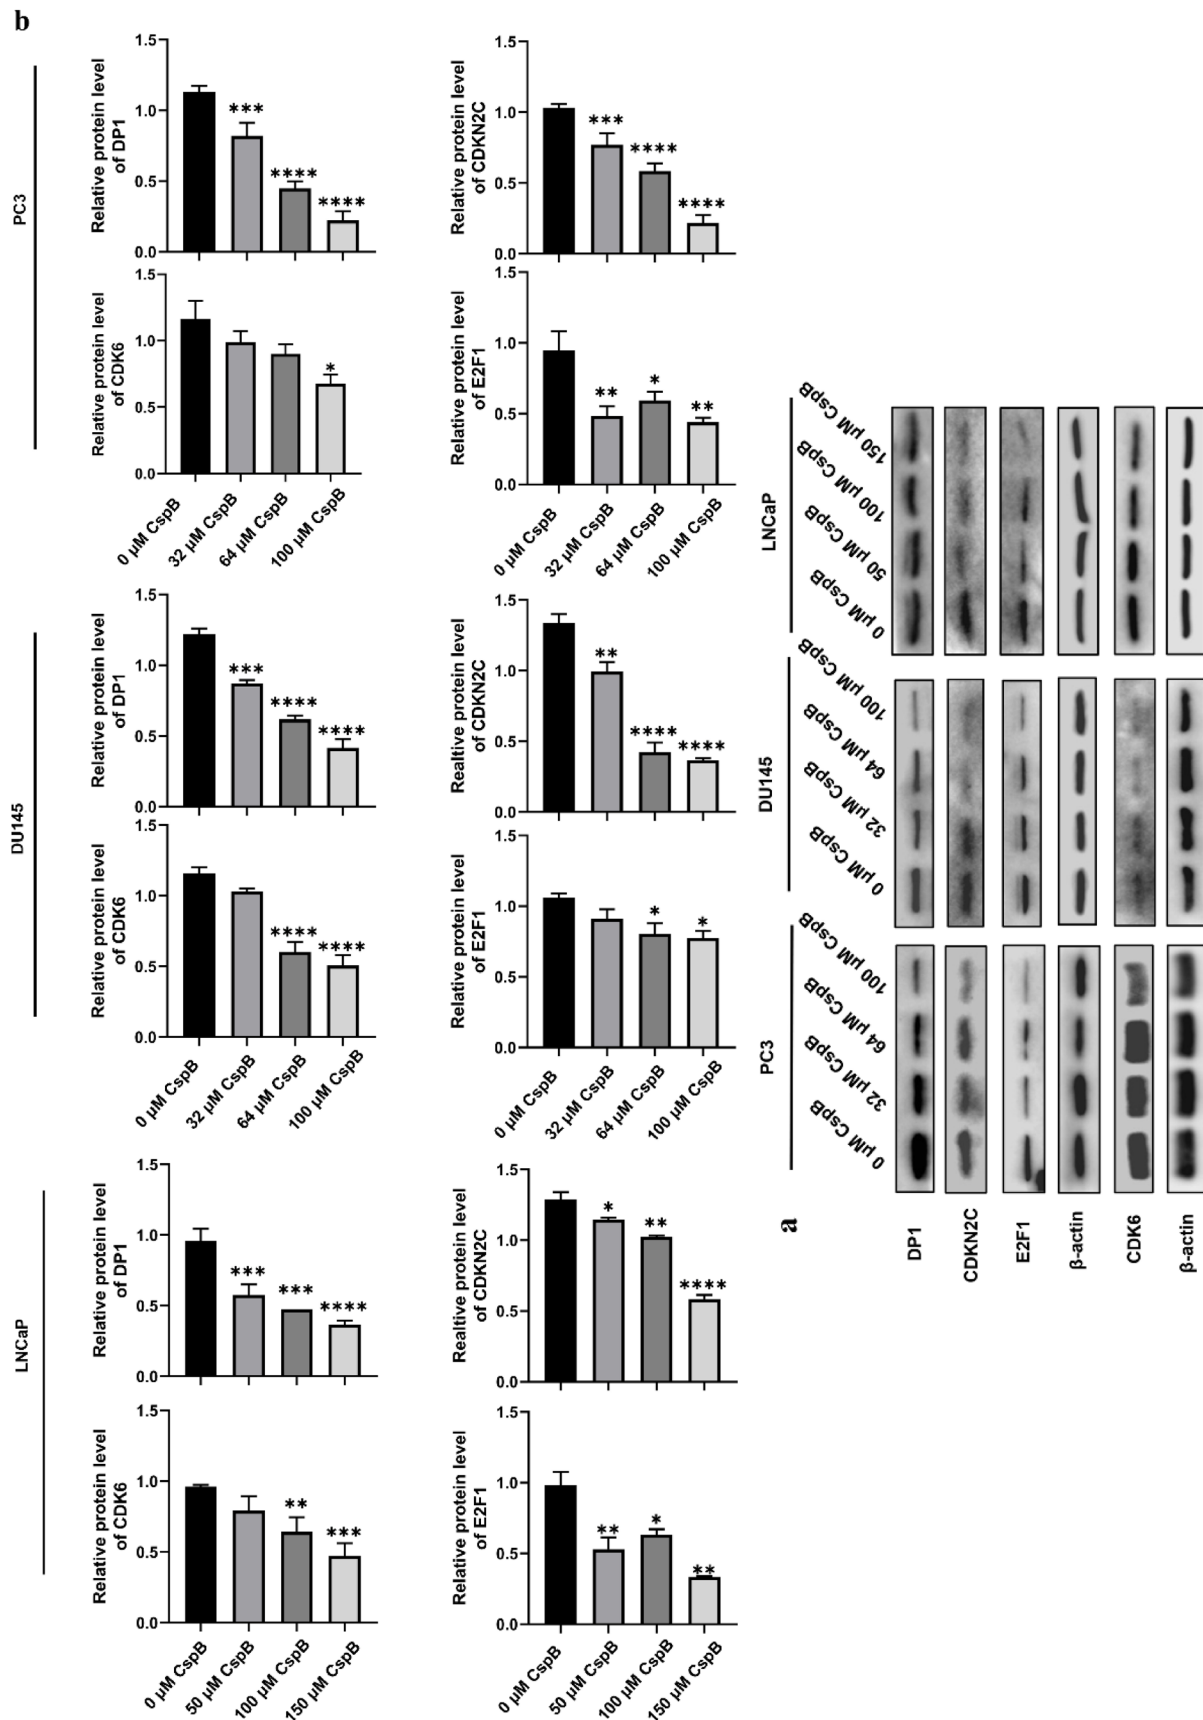 b
PC3
Relative protein level
of DP1
1.5
1.0
0.5
0.0
***
****
****
Relative protein level
of CDKN2C
1.5
1.0
0.5
0.0
***
****
****
Relative protein level
of CDK6
1.5
1.0
0.5
0.0
*
0 µM CspB
32 µM CspB
64 µM CspB
100 µM CspB
Relative protein level
of E2F1
1.5
1.0
0.5
0.0
**
*
**
0 µM CspB
32 µM CspB
64 µM CspB
100 µM CspB
DU145
Relative protein level
of DP1
1.5
1.0
0.5
0.0
***
****
****
Realtive protein level
of CDKN2C
1.5
1.0
0.5
0.0
**
****
****
Relative protein level
of CDK6
1.5
1.0
0.5
0.0
****
****
0 µM CspB
32 µM CspB
64 µM CspB
100 µM CspB
Relative protein level
of E2F1
1.5
1.0
0.5
0.0
*
*
0 µM CspB
32 µM CspB
64 µM CspB
100 µM CspB
LNCaP
Relative protein level
of DP1
1.5
1.0
0.5
0.0
***
***
****
Realtive protein level
of CDKN2C
1.5
1.0
0.5
0.0
*
**
****
Relative protein level
of CDK6
1.5
1.0
0.5
0.0
**
***
0 µM CspB
50 µM CspB
100 µM CspB
150 µM CspB
Relative protein level
of E2F1
1.5
1.0
0.5
0.0
**
*
**
0 µM CspB
50 µM CspB
100 µM CspB
150 µM CspB
a
PC3
0 µM CspB
32 µM CspB
64 µM CspB
100 µM CspB
DU145
0 µM CspB
32 µM CspB
64 µM CspB
100 µM CspB
LNCaP
0 µM CspB
50 µM CspB
100 µM CspB
150 µM CspB
DP1
CDKN2C
E2F1
β-actin
CDK6
β-actin